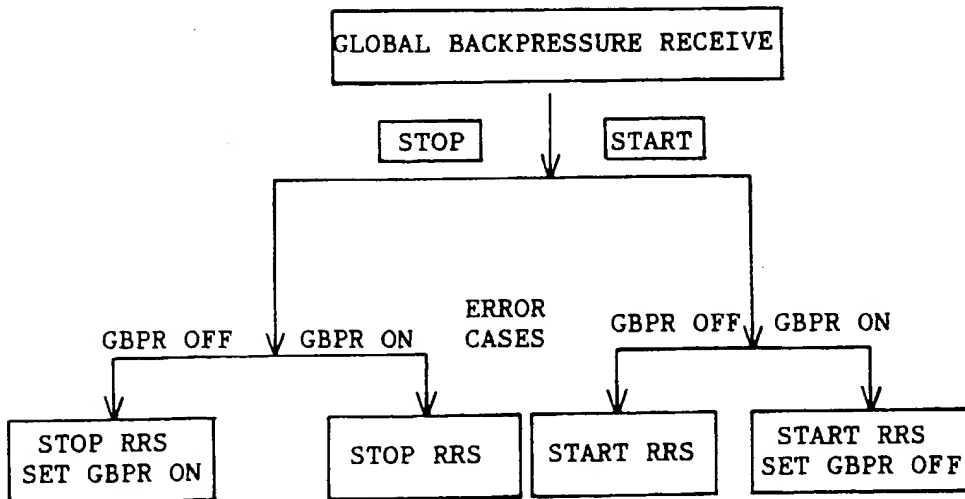 GLOBAL BACKPRESSURE RECEIVE
STOP
START
ERROR
CASES
GBPR OFF
GBPR ON
GBPR OFF
GBPR ON
STOP RRS
SET GBPR ON
STOP RRS
START RRS
START RRS
SET GBPR OFF